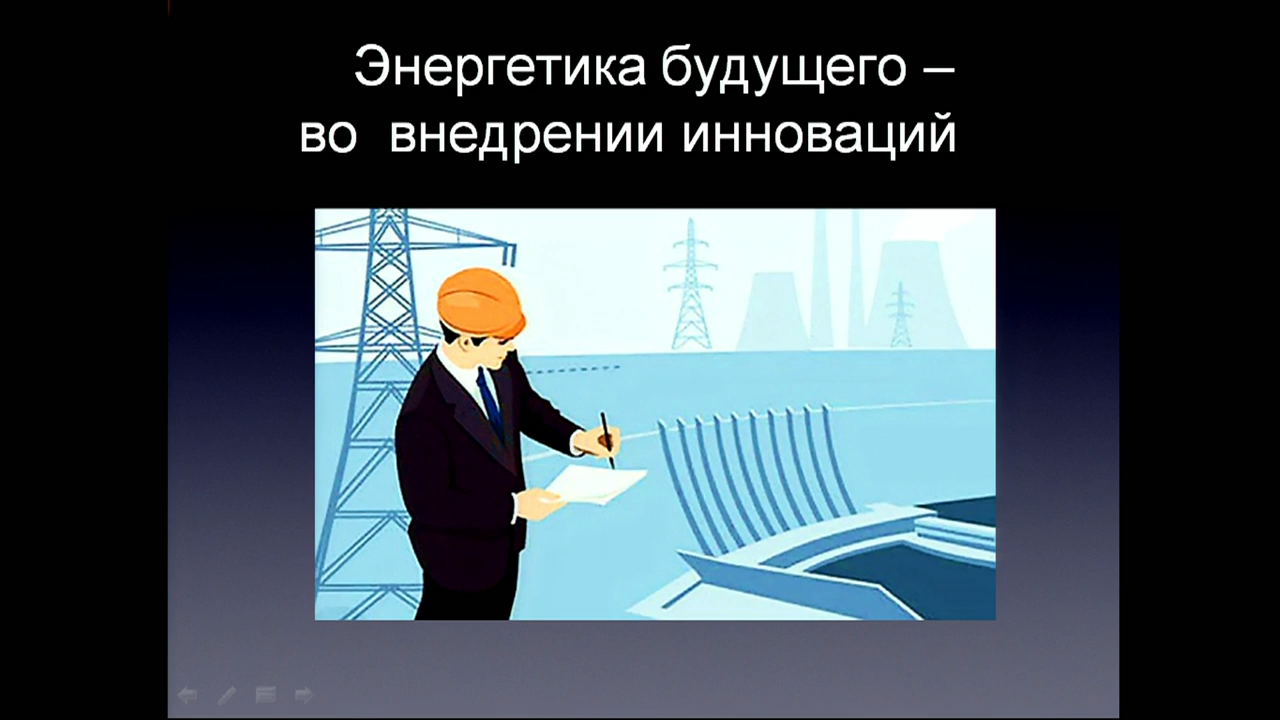 Энергетика будущего –
во внедрении инноваций